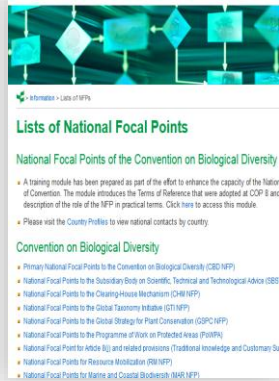 » Information > Lists of NFPs
Lists of National Focal Points
National Focal Points of the Convention on Biological Diversity
A training module has been prepared as part of the effort to enhance the capacity of the Nation
of Convention. The module introduces the Terms of Reference that were adopted at COP 8 and
description of the role of the NFP in practical terms. Click here to access this module.
Please visit the Country Profiles to view national contacts by country.
Convention on Biological Diversity
Primary National Focal Points to the Convention on Biological Diversity (CBD NFP)
National Focal Points to the Subsidiary Body on Scientific, Technical and Technological Advice (SBS
National Focal Points to the Clearing-House Mechanism (CHM NFP)
National Focal Points to the Global Taxonomy Initiative (GTI NFP)
National Focal Points to the Global Strategy for Plant Conservation (GSPC NFP)
National Focal Points to the Programme of Work on Protected Areas (PoWPA)
National Focal Point for Article 8(j) and related provisions (Traditional knowledge and Customary Su
National Focal Points for Resource Mobilization (RM NFP)
National Focal Points for Marine and Coastal Biodiversity (MAR NFP)